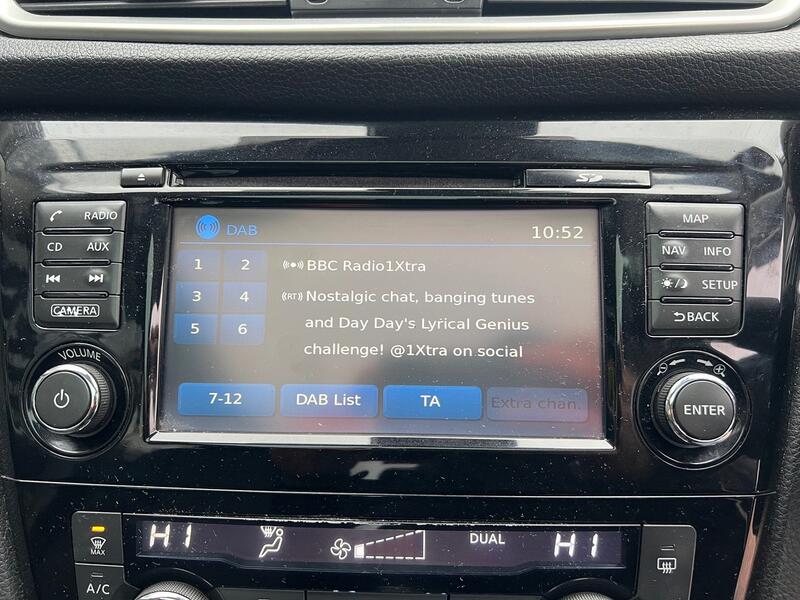 SD
RADIO
CD AUX
CAMERA
VOLUME
DAB
10:52
1 2
3 4
5 6
BBC Radio1Xtra
(RT) Nostalgic chat, banging tunes
and Day Day's Lyrical Genius
challenge! @1Xtra on social
7-12
DAB List
TA
Extra chan.
MAP
NAV INFO
SETUP
BACK
ENTER
MAX
A/C
HI
DUAL
HI